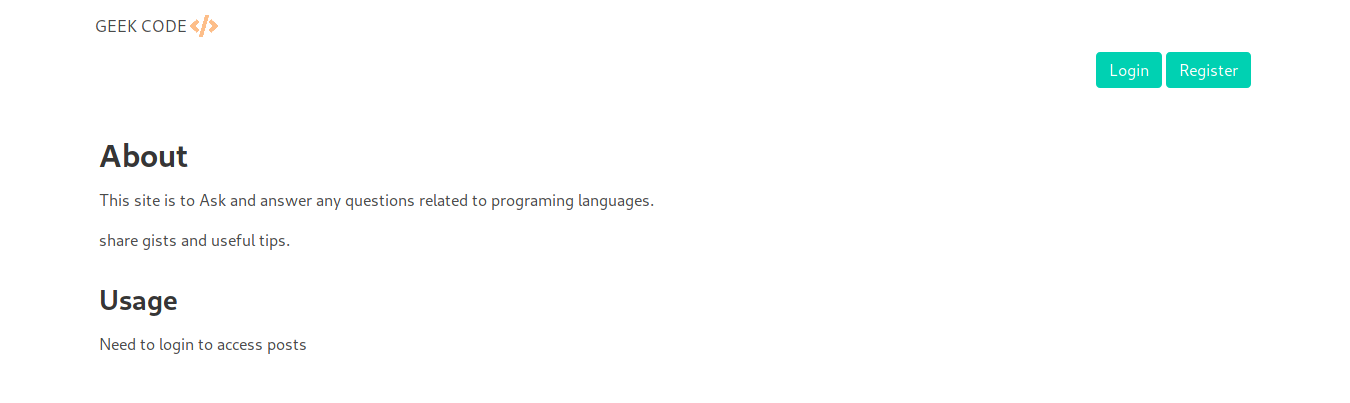 GEEK CODE </>
Login Register
About
This site is to Ask and answer any questions related to programing languages.
share gists and useful tips.
Usage
Need to login to access posts